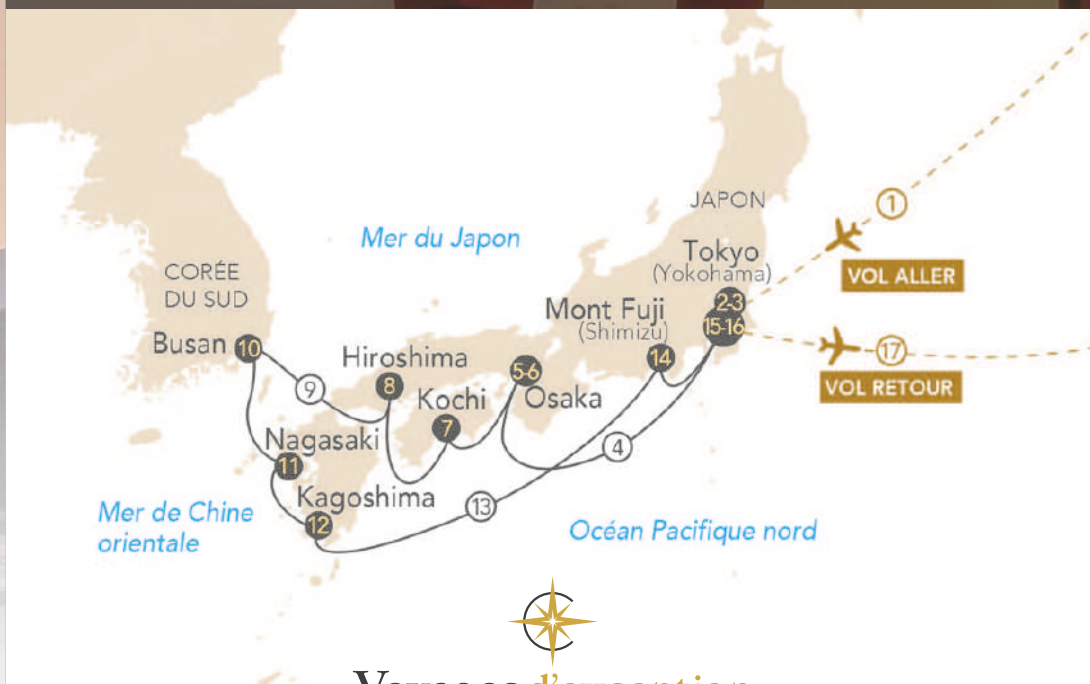 JAPON
1
Mer du Japon
Tokyo
(Yokohama)
CORÉE
DU SUD
VOL ALLER
2-3
Mont Fuji
(Shimizu)
15-16
Busan
10
Hiroshima
14
17
VOL RETOUR
9
8
5-6
Kochi
Osaka
7
Nagasaki
4
11
Kagoshima
13
12
Mer de Chine
orientale
Océan Pacifique nord
Voyages d'exception